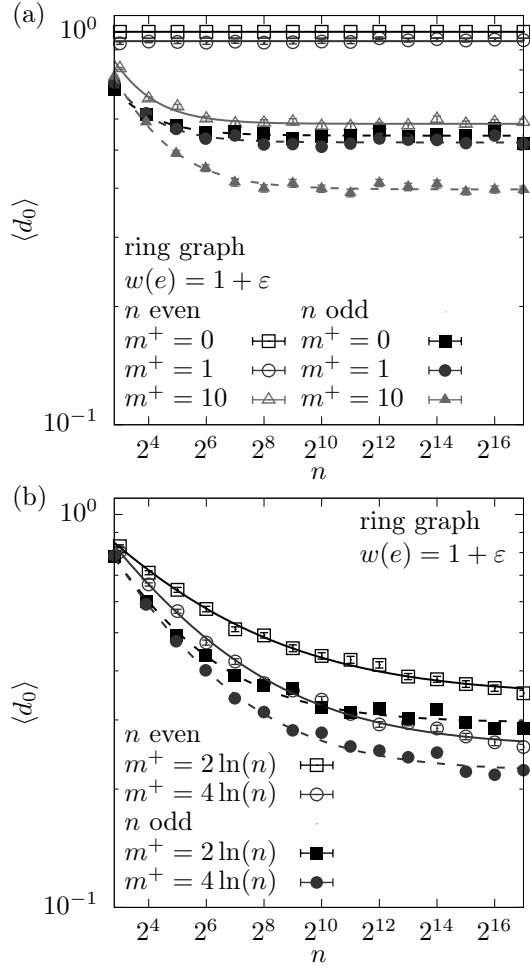 (a)
10^0
⟨d_0⟩
ring graph
w(e) = 1 + ε
n even n odd
m^+ = 0 m^+ = 0
m^+ = 1 m^+ = 1
m^+ = 10 m^+ = 10
10^{-1}
2^4 2^6 2^8 2^{10} 2^{12} 2^{14} 2^{16}
n
(b)
10^0
ring graph
w(e) = 1 + ε
⟨d_0⟩
n even
m^+ = 2 ln(n)
m^+ = 4 ln(n)
n odd
m^+ = 2 ln(n)
m^+ = 4 ln(n)
10^{-1}
2^4 2^6 2^8 2^{10} 2^{12} 2^{14} 2^{16}
n